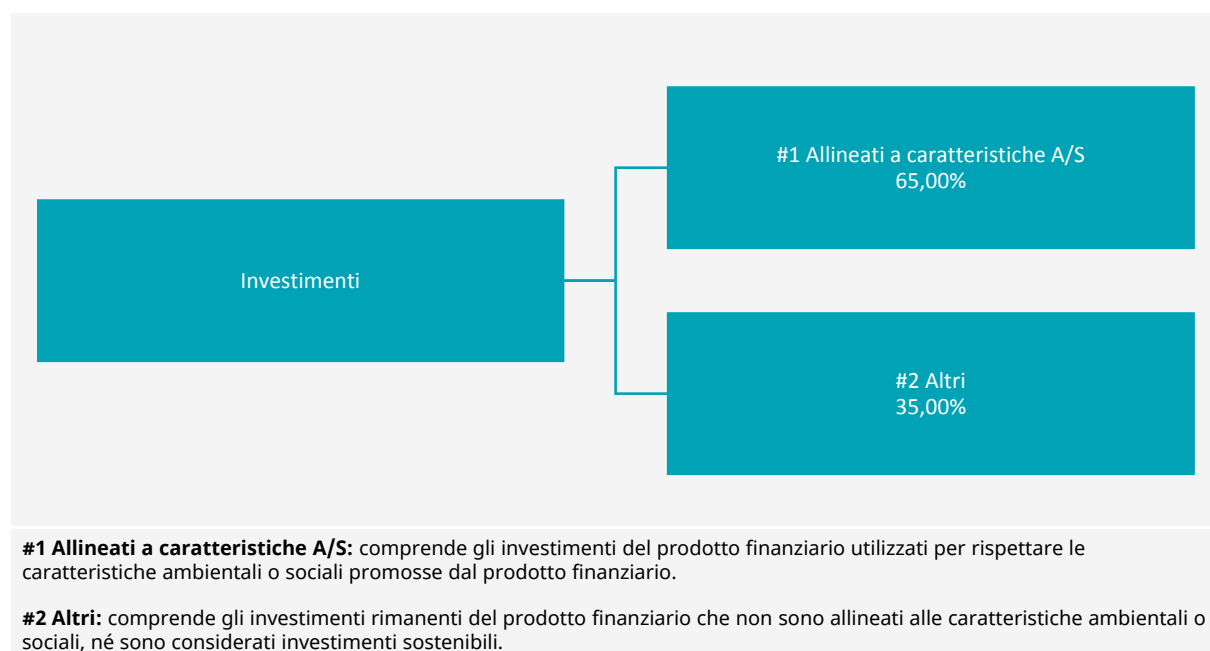 #1 Allineati a caratteristiche A/S
65,00%
Investimenti
#2 Altri
35,00%
#1 Allineati a caratteristiche A/S: comprende gli investimenti del prodotto finanziario utilizzati per rispettare le
caratteristiche ambientali o sociali promosse dal prodotto finanziario.
#2 Altri: comprende gli investimenti rimanenti del prodotto finanziario che non sono allineati alle caratteristiche ambientali o
sociali, né sono considerati investimenti sostenibili.